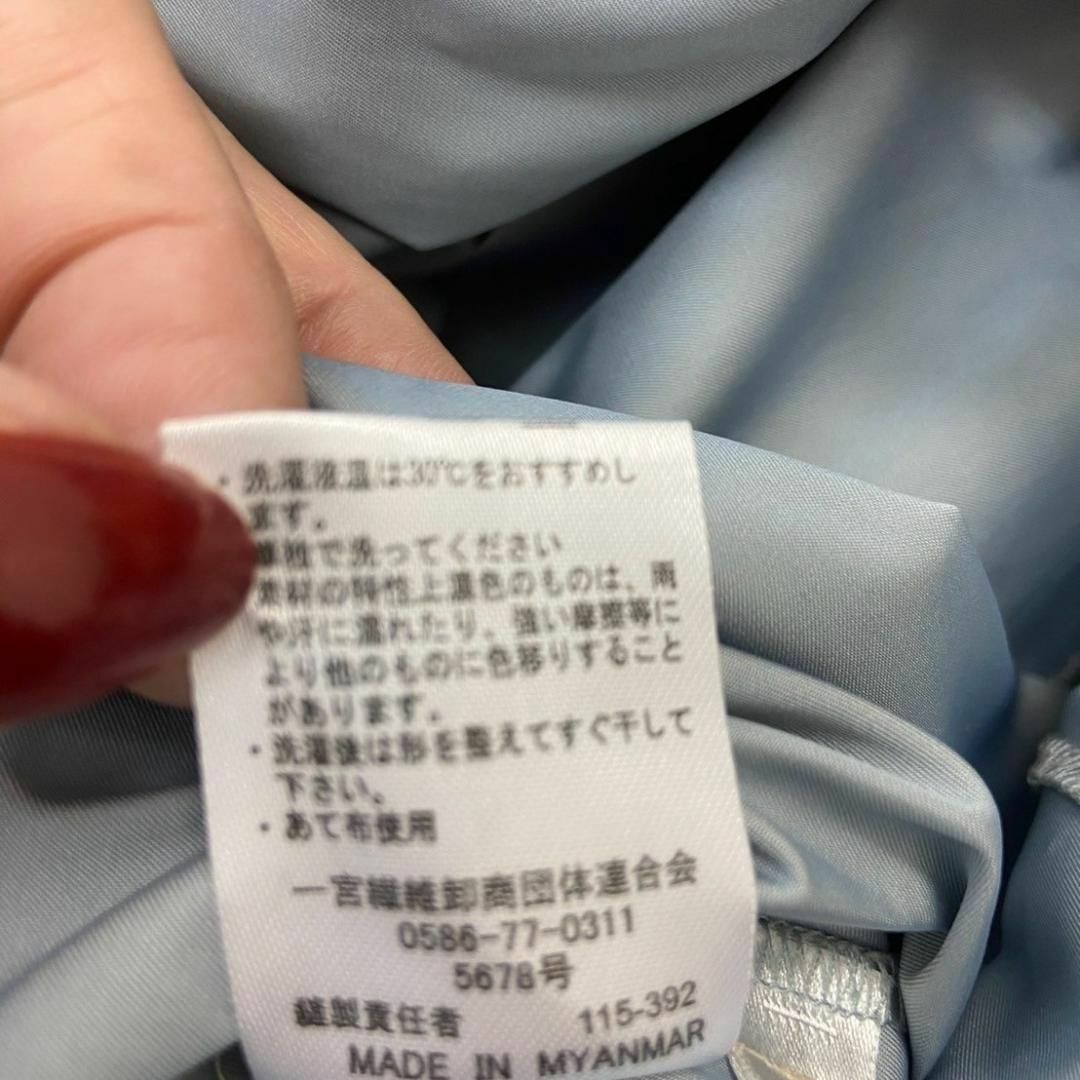 ・洗濯液温は30℃をおすすめし
ます。
単独で洗ってください
素材の特性上濃色のものは、雨
や汗に濡れたり、強い摩擦等に
より他のものに色移りすること
があります。
・洗濯後は形を整えてすぐ干して
下さい。
・あて布使用
一宮繊維卸商団体連合会
0586-77-0311
5678号
縫製責任者 115-392
MADE IN MYANMAR